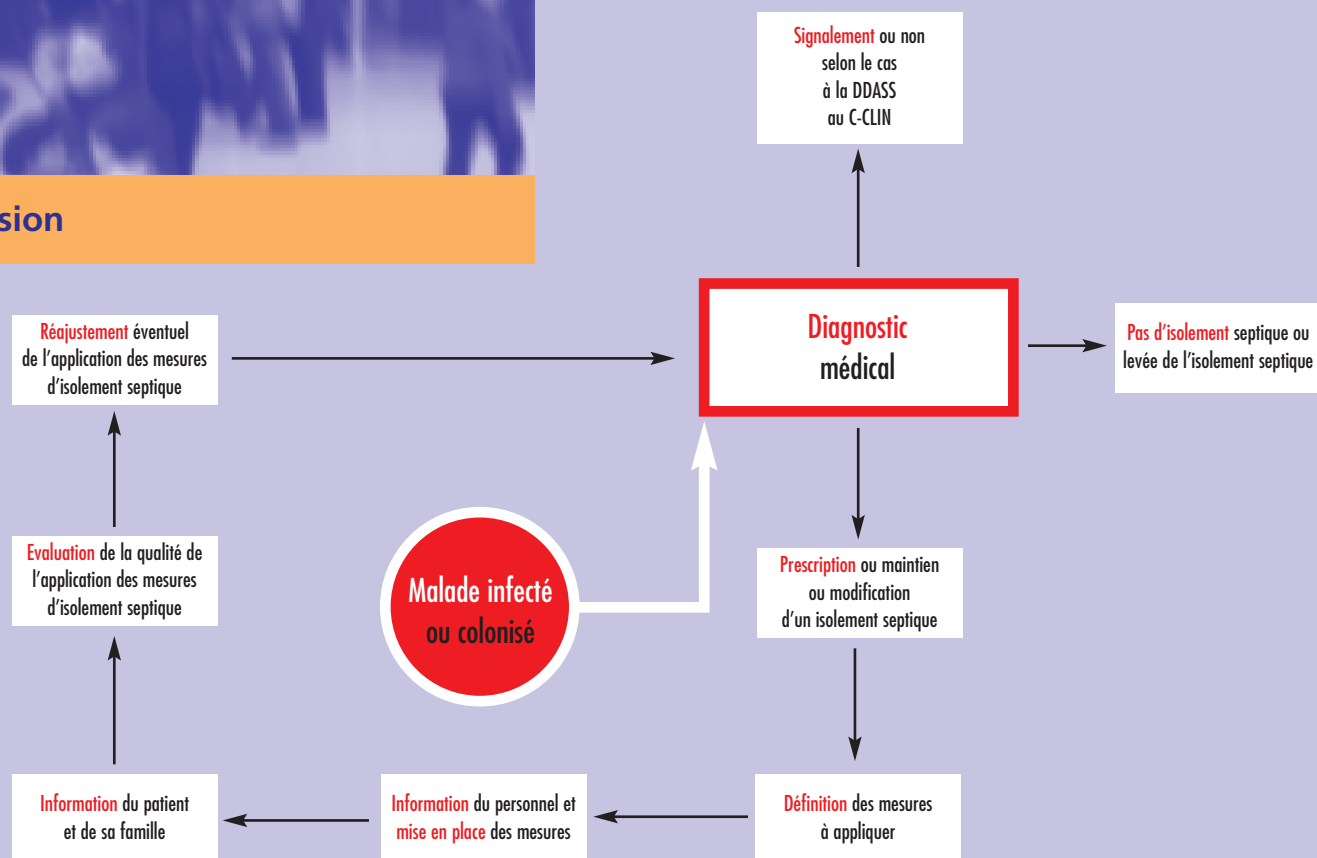 Signalement ou non
selon le cas
à la DDASS
au C-CLIN
sion
Réajustement éventuel
de l'application des mesures
d'isolement septique
Diagnostic
médical
Pas d'isolement septique ou
levée de l'isolement septique
Evaluation de la qualité de
l'application des mesures
d'isolement septique
Malade infecté
ou colonisé
Prescription ou maintien
ou modification
d'un isolement septique
Information du patient
et de sa famille
Information du personnel et
mise en place des mesures
Définition des mesures
à appliquer